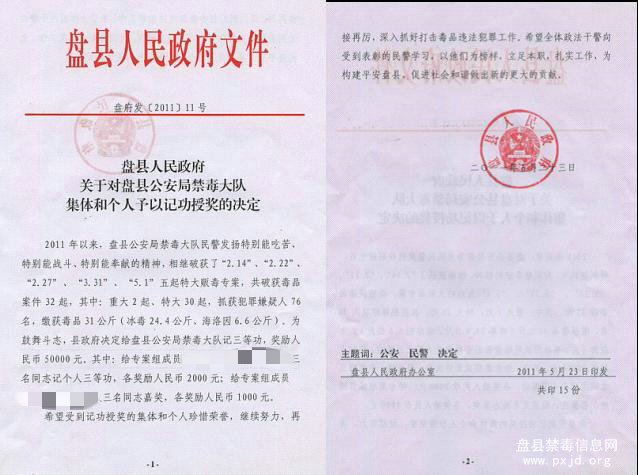 盘县人民政府文件
盘府发〔2011〕11号
盘县人民政府
关于对盘县公安局禁毒大队
集体和个人予以记功授奖的决定
2011年以来，盘县公安局禁毒大队民警发扬特别能吃苦、
特别能战斗、特别能奉献的精神，相继破获了“2.14”、“2.22”、
“2.27”、“3.31”、“5.1”五起特大贩毒专案，共破获毒品
案件32起，其中：重大2起、特大30起，抓获犯罪嫌疑人76
名，缴获毒品31公斤（冰毒24.4公斤、海洛因6.6公斤）。为
鼓舞斗志，县政府决定给盘县公安局禁毒大队记三等功，奖励人
民币50000元。其中：给专案组成员 三
名同志记个人三等功，各奖励人民币2000元；给专案组成员
三名同志嘉奖，各奖励人民币1000元。
希望受到记功授奖的集体和个人珍惜荣誉，继续努力，再
-1-
接再厉，深入抓好打击毒品违法犯罪工作。希望全体政法干警向
受到表彰的民警学习，以他们为榜样，立足本职，扎实工作，为
构建平安盘县、促进社会和谐做出新的更大的贡献。
盘县人民政府
二〇一一年五月二十三日
主题词：公安 民警 决定
盘县人民政府办公室 2011年5月23日印发
共印15份
-2-
盘县禁毒信息网
www.pxjd.org